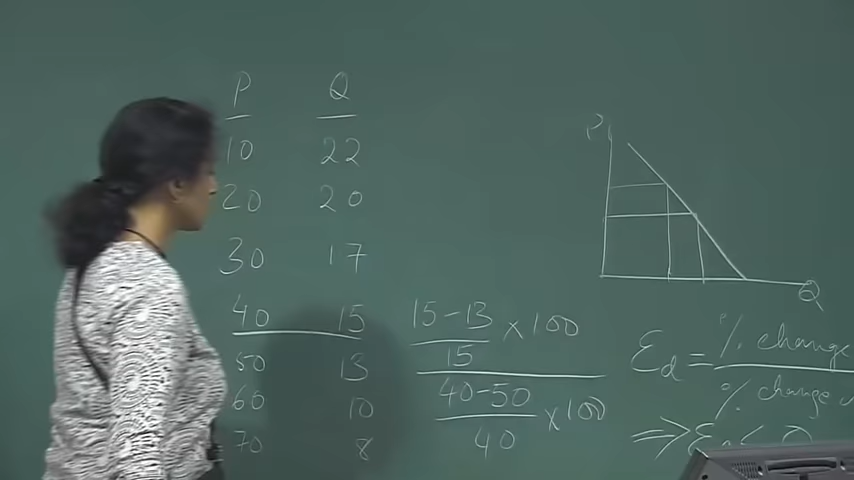 P Q
10 22
20 20
30 17
40 15
50 13
60 10
70 8
15-13 ×100
15
40-50 ×100
40
P
Q
Ed = % change
% change
⇒ < 0